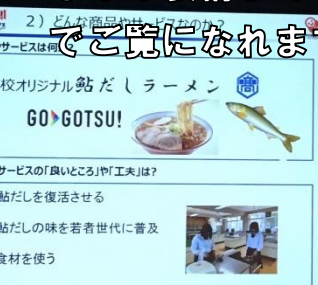 2）どんな商品やサービスなのか？
でご覧になれます
サービスは何
校オリジナル 鮎だしラーメン
高
GO▶GOTSU!
サービスの「良いところ」や「工夫」は?
鮎だしを復活させる
鮎だしの味を若者世代に普及
食材を使う